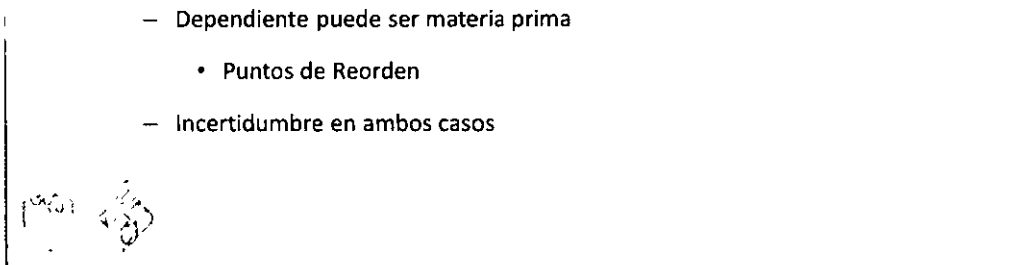 – Dependiente puede ser materia prima
• Puntos de Reorden
– Incertidumbre en ambos casos